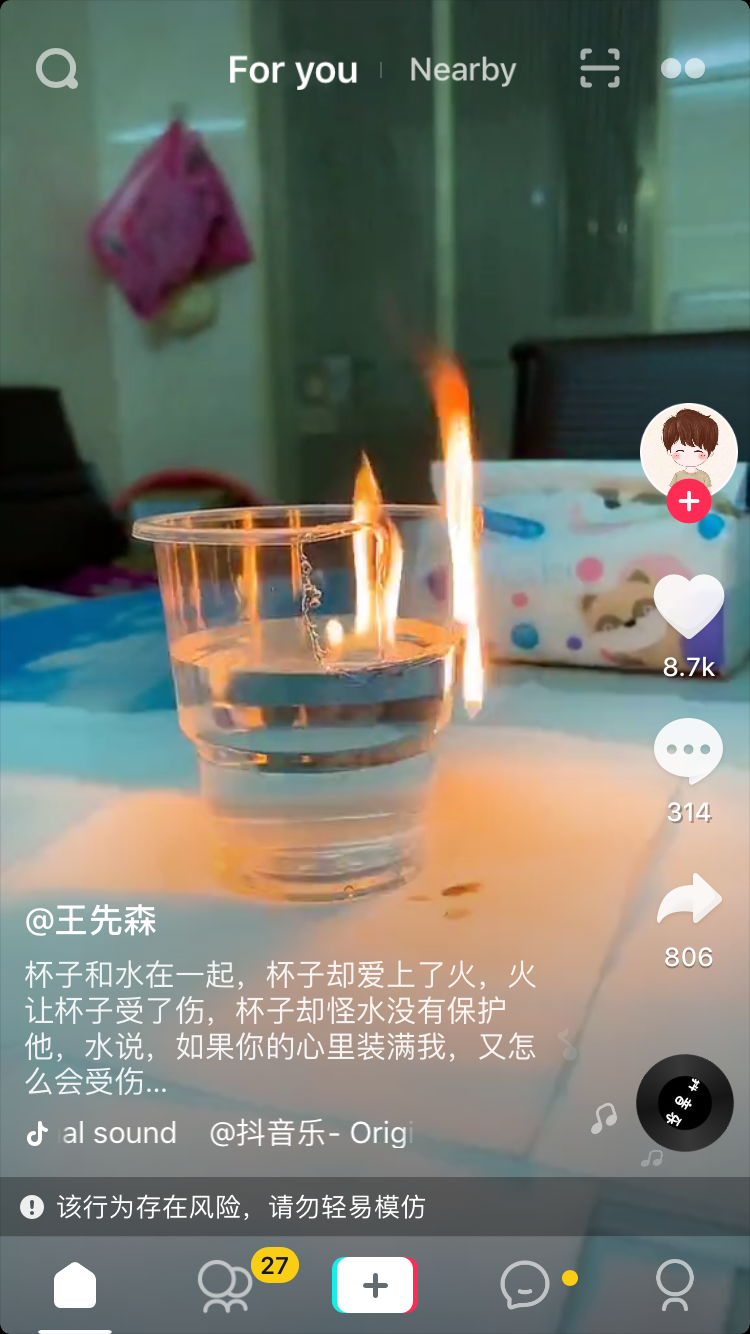 For you
Nearby
8.7k
314
806
@王先森
杯子和水在一起，杯子却爱上了火，火
让杯子受了伤，杯子却怪水没有保护
他，水说，如果你的心里装满我，又怎
么会受伤...
al sound @抖音乐- Origi
该行为存在风险，请勿轻易模仿
27